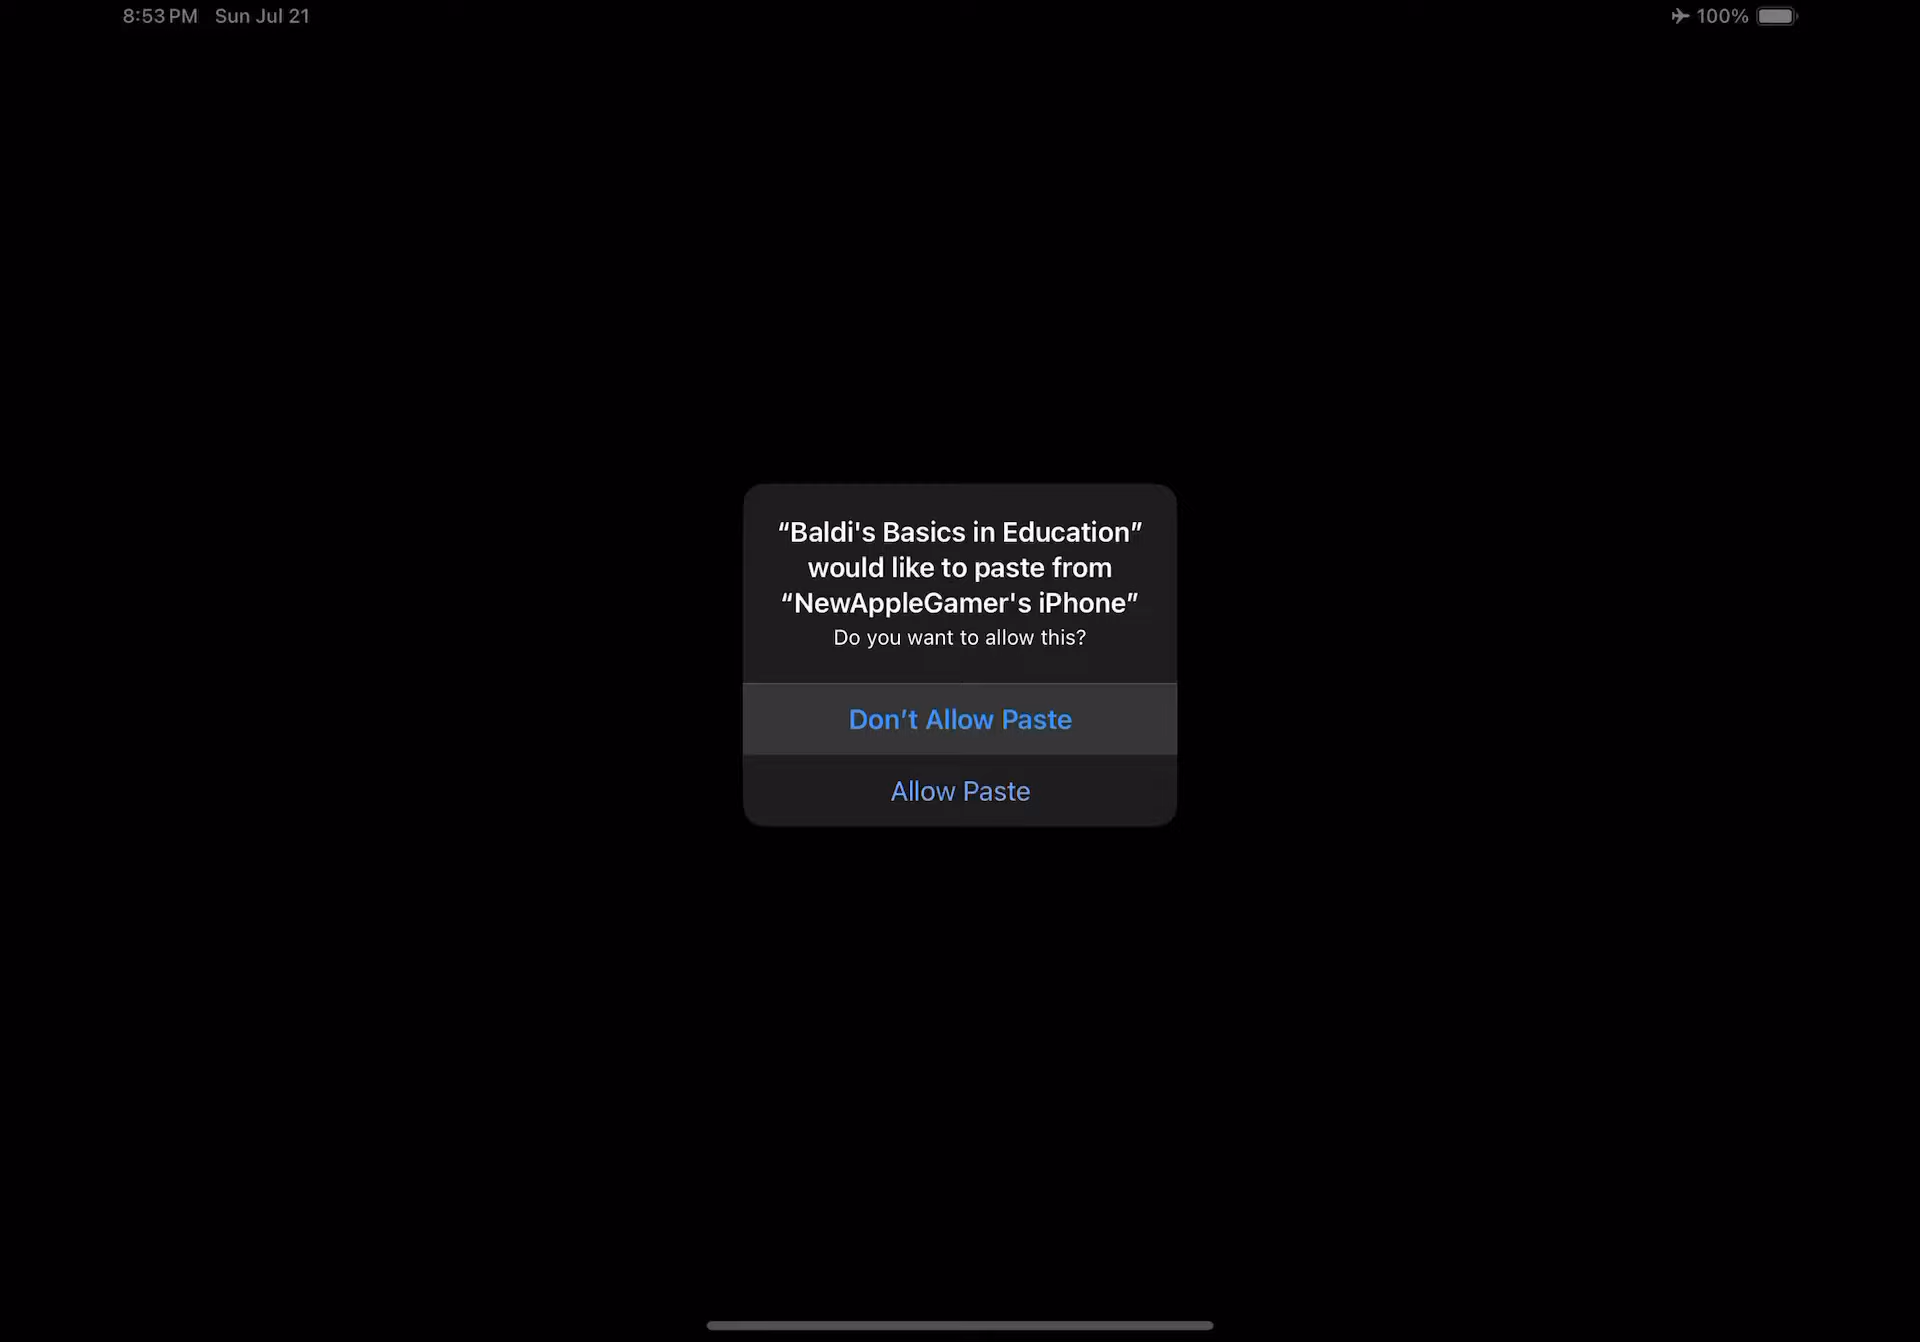 8:53 PM Sun Jul 21
100%
“Baldi's Basics in Education”
would like to paste from
“NewAppleGamer's iPhone”
Do you want to allow this?
Don’t Allow Paste
Allow Paste